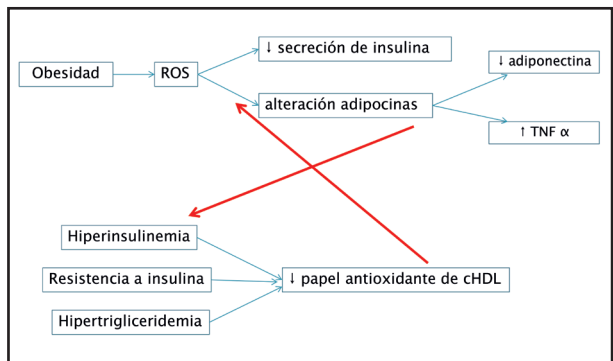 ↓ secreción de insulina
↓ adiponectina
Obesidad
ROS
alteración adipocinas
↑ TNF α
Hiperinsulinemia
Resistencia a insulina
↓ papel antioxidante de cHDL
Hipertrigliceridemia